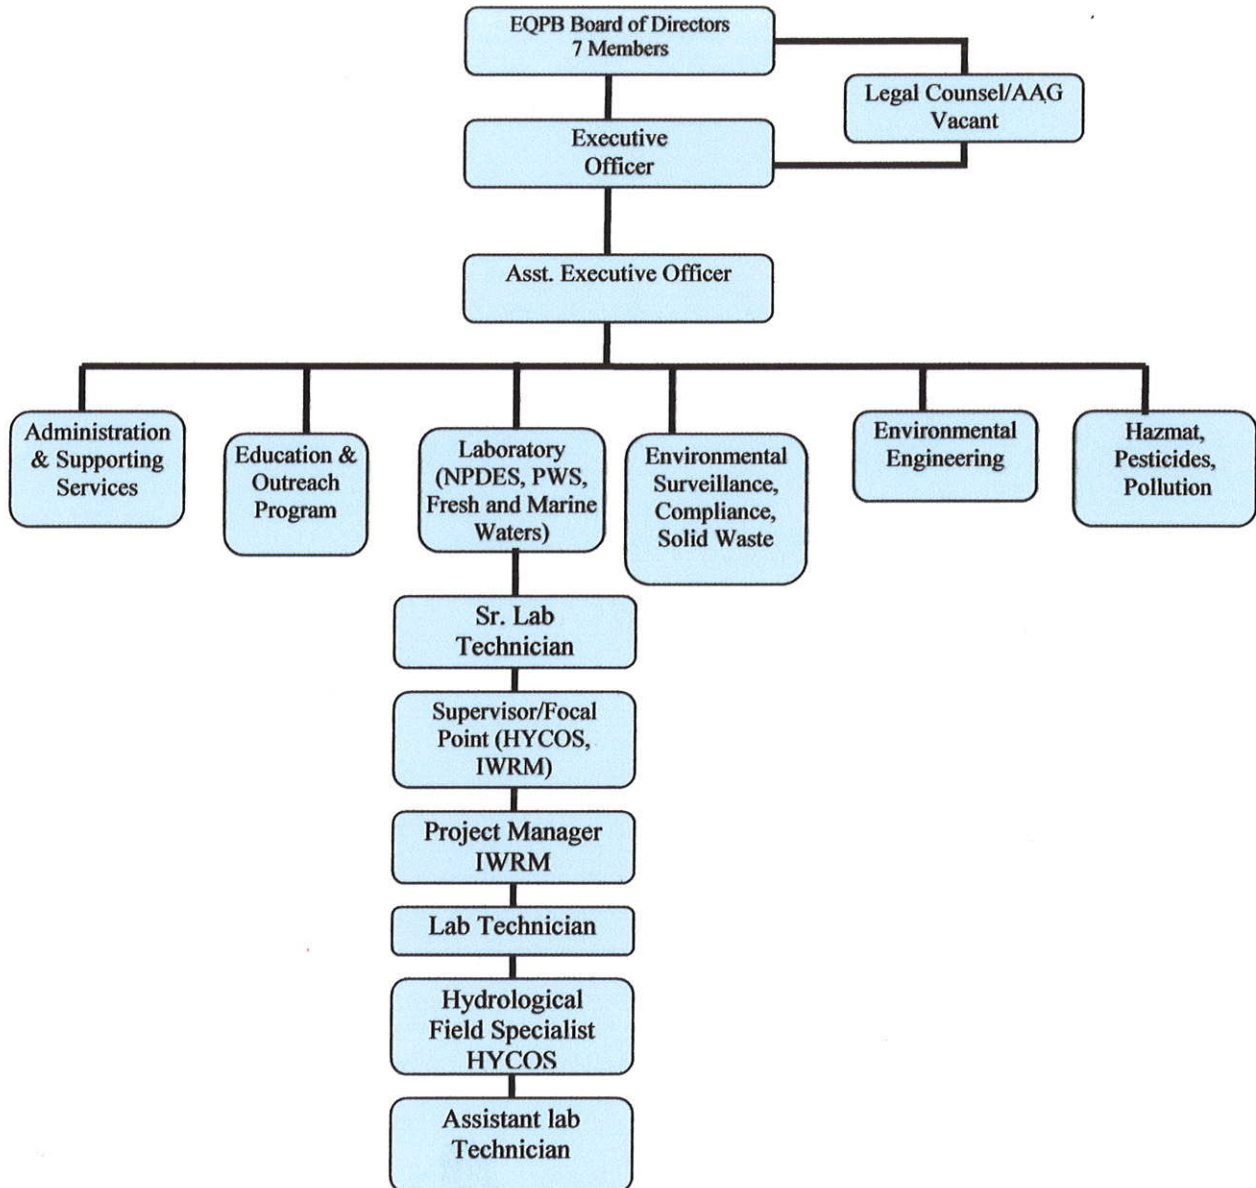 EQPB Board of Directors
7 Members
Legal Counsel/AAG
Vacant
Executive
Officer
Asst. Executive Officer
Administration
& Supporting
Services
Education &
Outreach
Program
Laboratory
(NPDES, PWS,
Fresh and Marine
Waters)
Environmental
Surveillance,
Compliance,
Solid Waste
Environmental
Engineering
Hazmat,
Pesticides,
Pollution
Sr. Lab
Technician
Supervisor/Focal
Point (HYCOS,
IWRM)
Project Manager
IWRM
Lab Technician
Hydrological
Field Specialist
HYCOS
Assistant lab
Technician